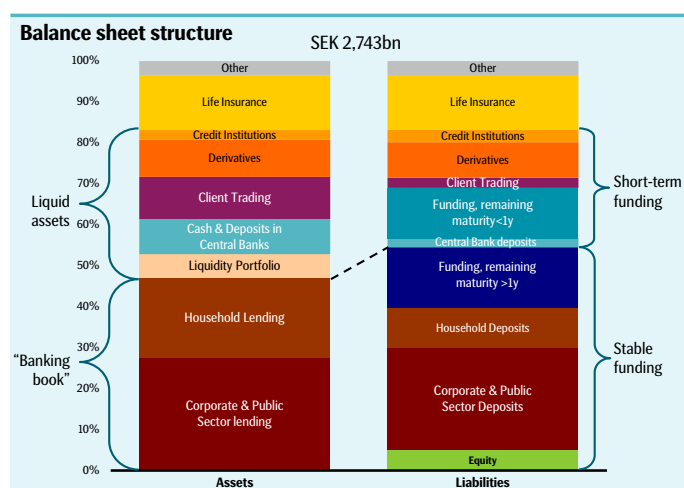 Balance sheet structure
SEK 2,743bn
100%
90%
80%
70%
60%
50%
40%
30%
20%
10%
0%
Liquid
assets
“Banking
book”
Other
Life Insurance
Credit Institutions
Derivatives
Client Trading
Cash & Deposits in
Central Banks
Liquidity Portfolio
Household Lending
Corporate & Public
Sector lending
Assets
Other
Life Insurance
Credit Institutions
Derivatives
Client Trading
Funding, remaining
maturity<1y
Central Bank deposits
Funding, remaining
maturity >1y
Household Deposits
Corporate & Public
Sector Deposits
Equity
Liabilities
Short-term
funding
Stable
funding